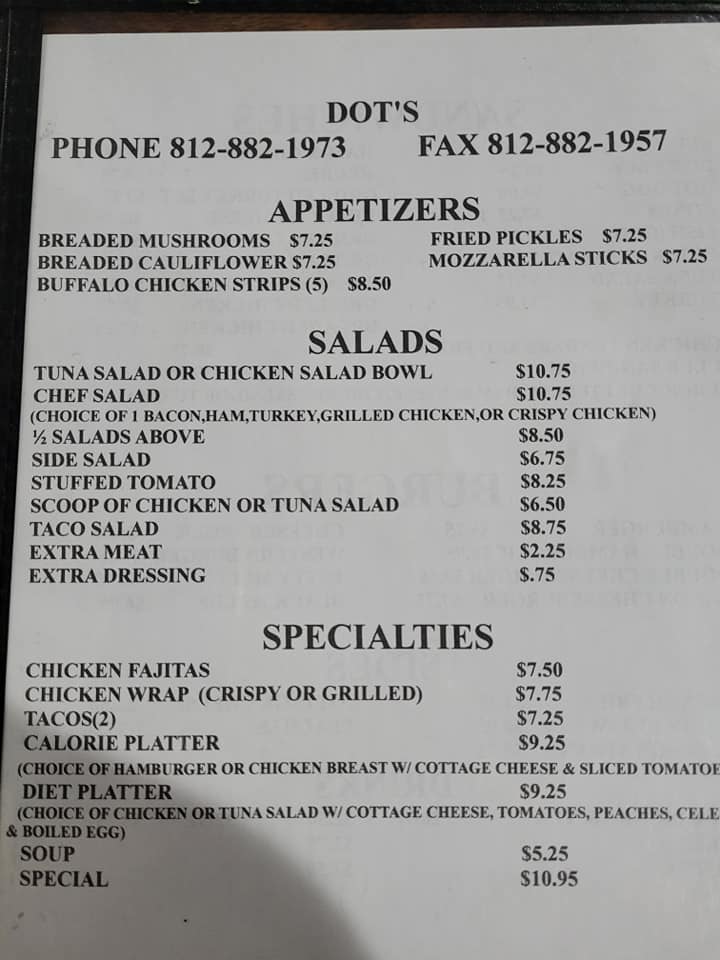 DOT'S
PHONE 812-882-1973 FAX 812-882-1957
APPETIZERS
BREADED MUSHROOMS $7.25 FRIED PICKLES $7.25
BREADED CAULIFLOWER $7.25 MOZZARELLA STICKS $7.25
BUFFALO CHICKEN STRIPS (5) $8.50
SALADS
TUNA SALAD OR CHICKEN SALAD BOWL $10.75
CHEF SALAD $10.75
(CHOICE OF 1 BACON,HAM,TURKEY,GRILLED CHICKEN,OR CRISPY CHICKEN)
½ SALADS ABOVE $8.50
SIDE SALAD $6.75
STUFFED TOMATO $8.25
SCOOP OF CHICKEN OR TUNA SALAD $6.50
TACO SALAD $8.75
EXTRA MEAT $2.25
EXTRA DRESSING $.75
SPECIALTIES
CHICKEN FAJITAS $7.50
CHICKEN WRAP (CRISPY OR GRILLED) $7.75
TACOS(2) $7.25
CALORIE PLATTER $9.25
(CHOICE OF HAMBURGER OR CHICKEN BREAST W/ COTTAGE CHEESE & SLICED TOMATOE
DIET PLATTER $9.25
(CHOICE OF CHICKEN OR TUNA SALAD W/ COTTAGE CHEESE, TOMATOES, PEACHES, CELE
& BOILED EGG)
SOUP $5.25
SPECIAL $10.95